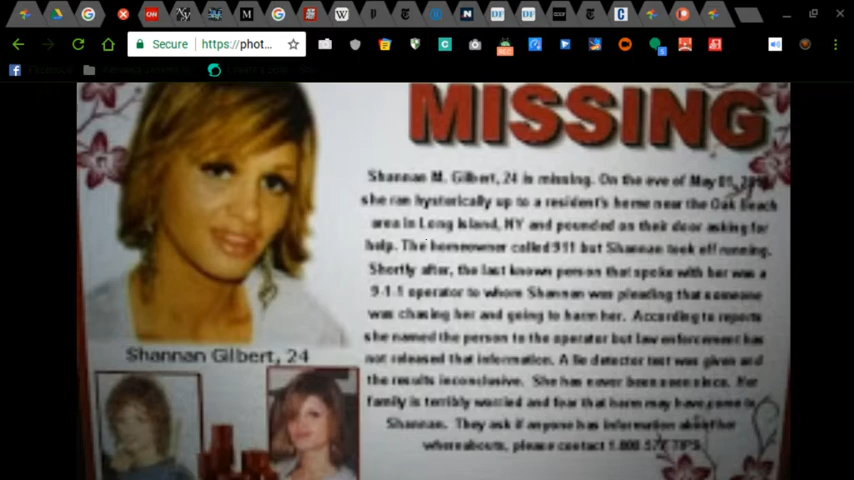 Secure
https://phot...
MISSING
Shannan M. Gilbert, 24 is missing. On the eve of May 01,
she ran hysterically up to a resident's home near the Oak Beach
area in Long Island, NY and pounded on their door asking for
help. The homeowner called 911 but Shannan took off running.
Shortly after, the last known person that spoke with her was a
9-1-1 operator to whom Shannan was pleading that someone
was chasing her and going to harm her. According to reports
she named the person to the operator but law enforcement has
not released that information. A lie detector test was given and
the results inconclusive. She has never been seen since. Her
family is terribly worried and fear that harm may have come to
Shannan. They ask if anyone has information about her
whereabouts, please contact 1.800.577.TIPS
Shannan Gilbert, 24